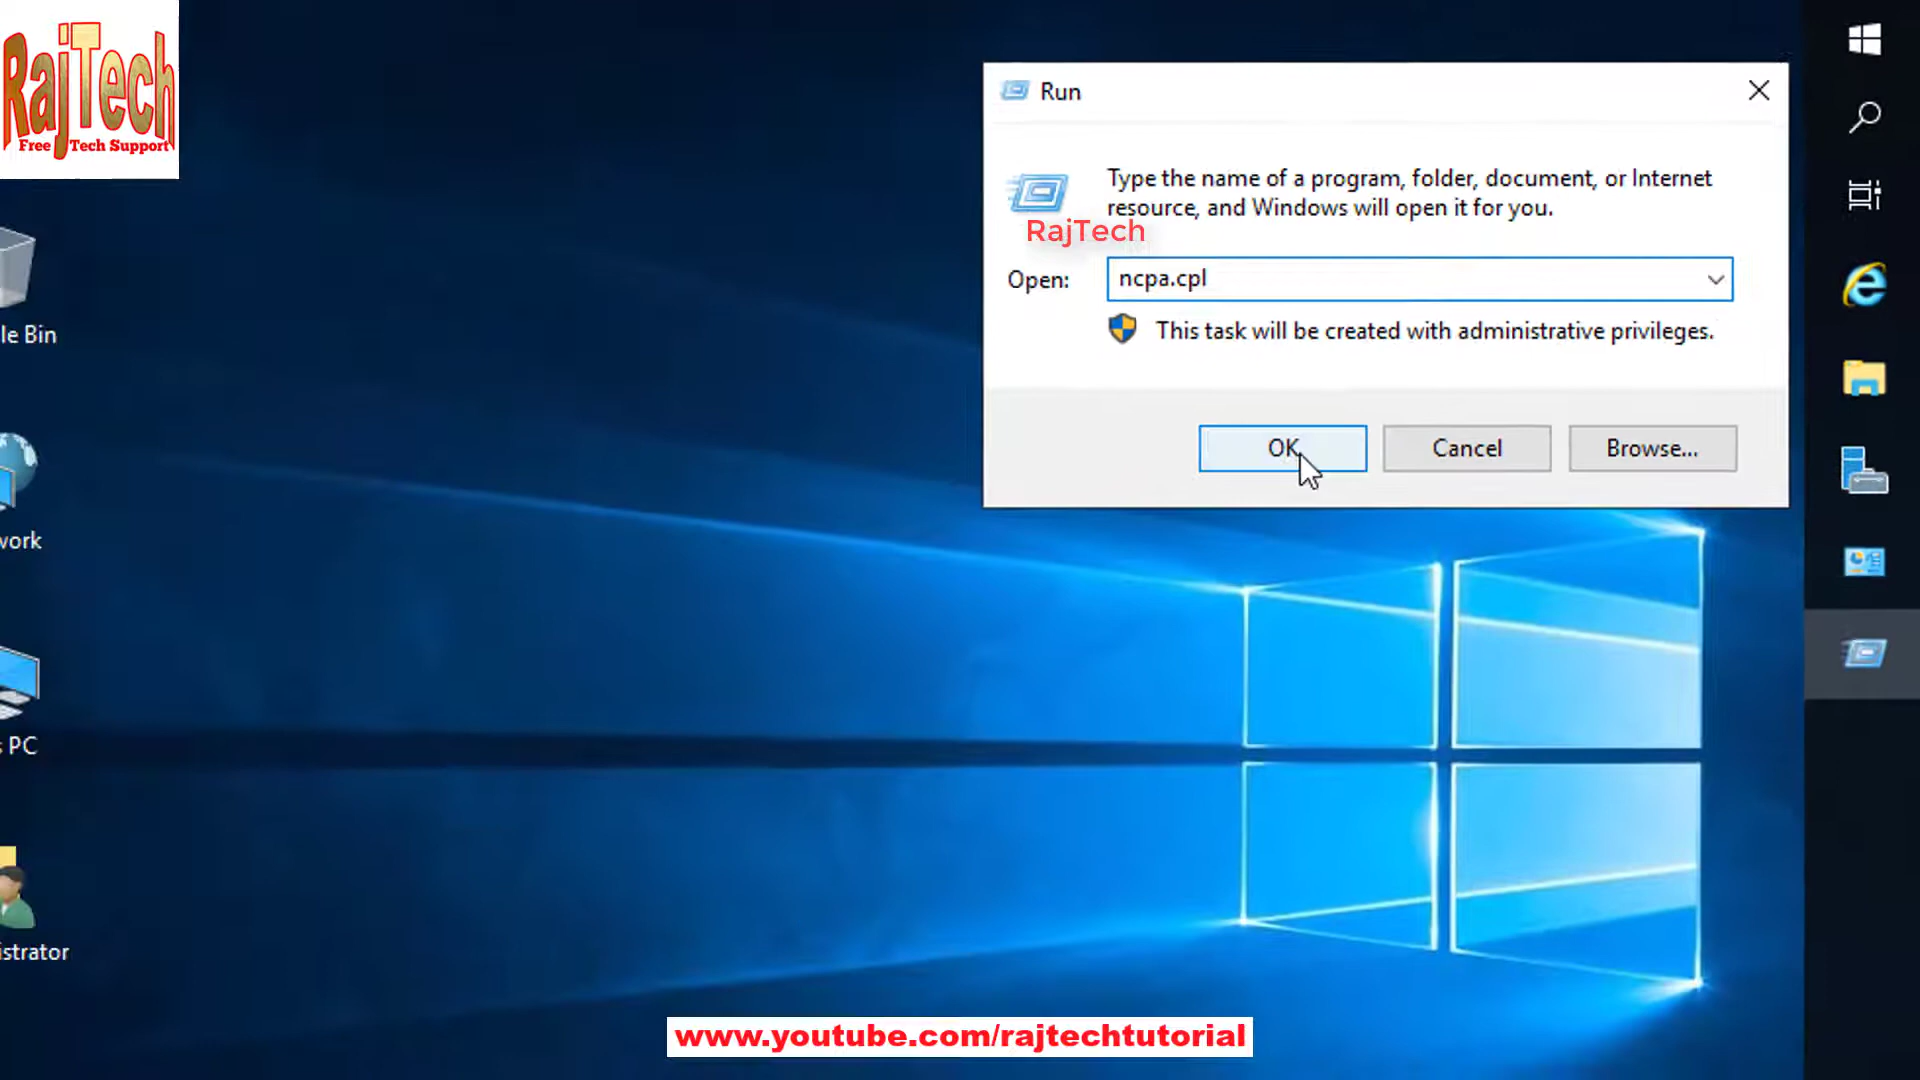 RajTech
Free Tech Support
Run
Type the name of a program, folder, document, or Internet
resource, and Windows will open it for you.
RajTech
Open: ncpa.cpl
This task will be created with administrative privileges.
OK Cancel Browse...
le Bin
work
s PC
istrator
www.youtube.com/rajtechtutorial